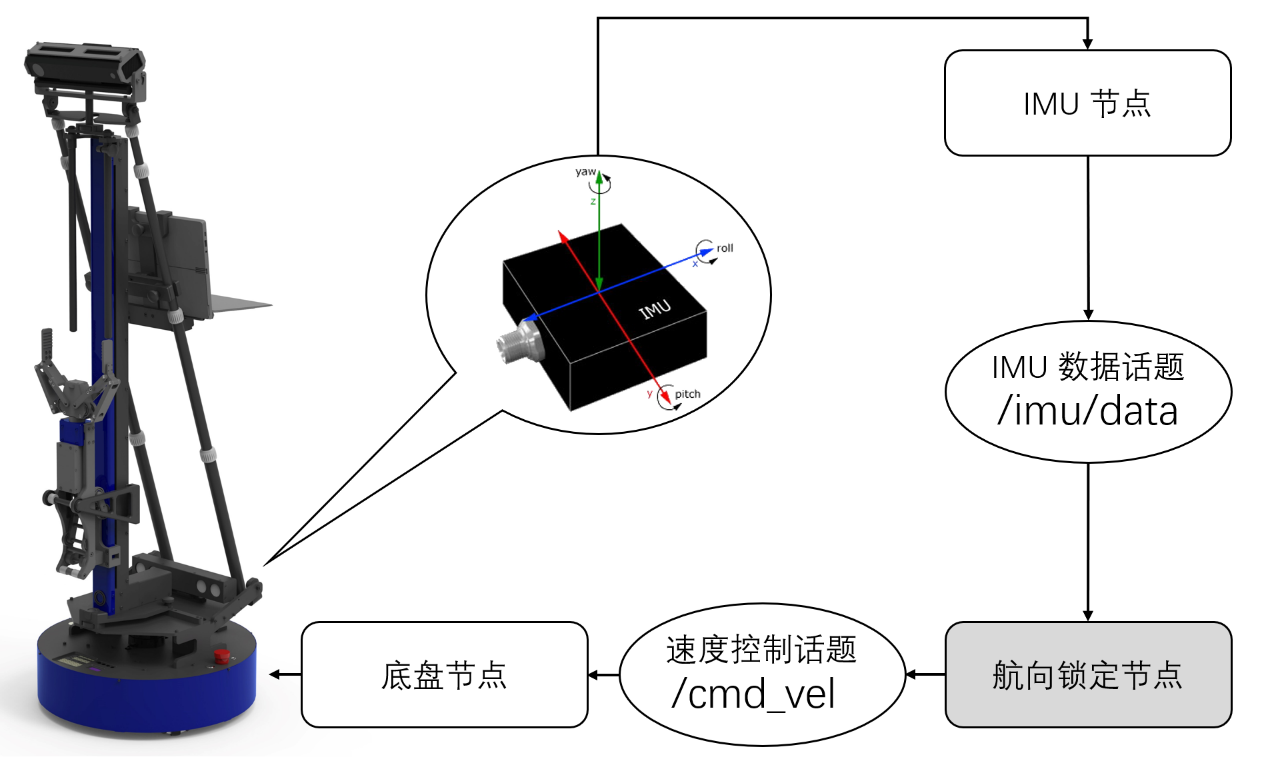 IMU 节点
yaw
z
roll
x
IMU
y
pitch
IMU 数据话题
/imu/data
航向锁定节点
速度控制话题
/cmd_vel
底盘节点